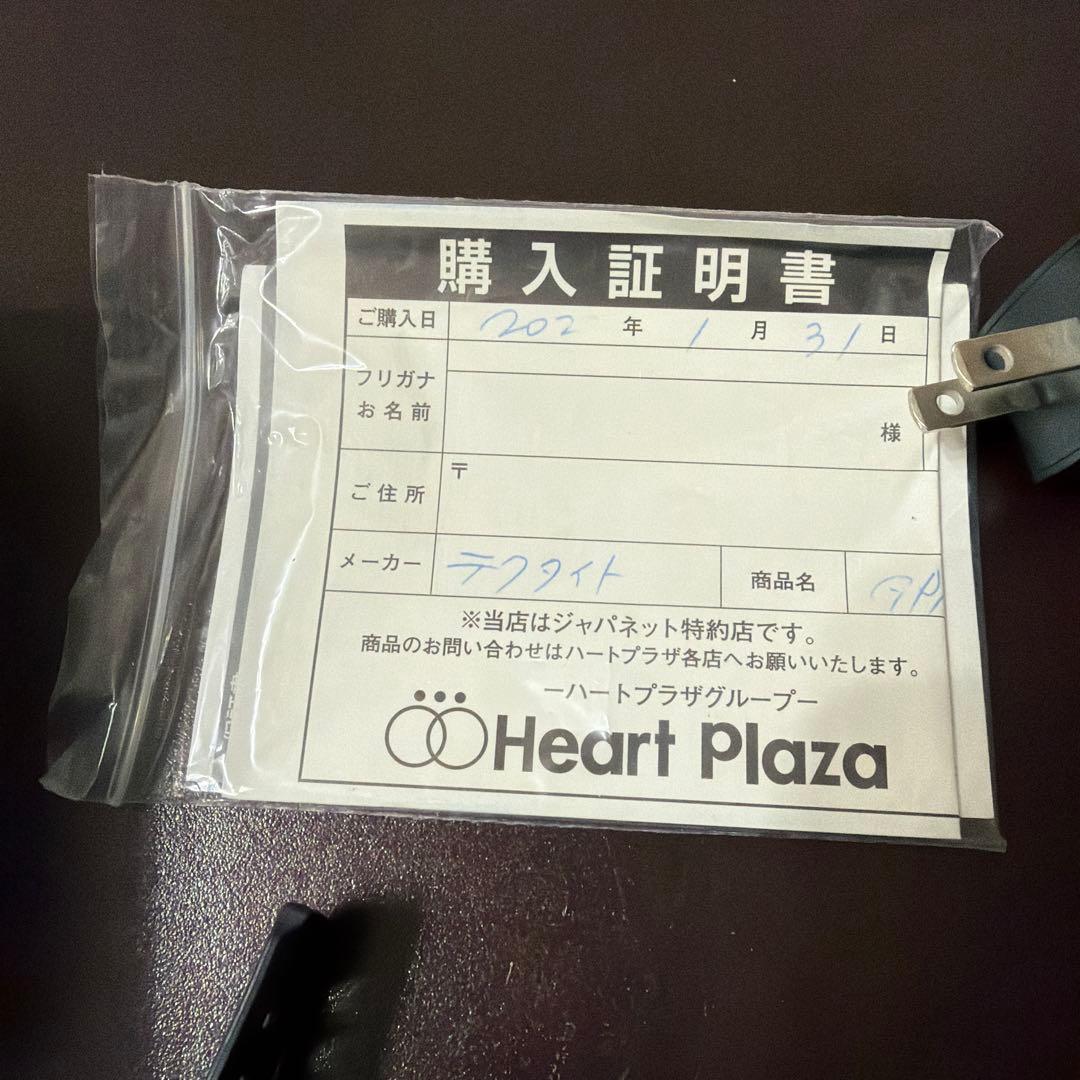 購入証明書
ご購入日 202 年 1 月 31 日
フリガナ
お名前 様
ご住所 〒
メーカー テクタイト 商品名
※当店はジャパネット特約店です。
商品のお問い合わせはハートプラザ各店へお願いいたします。
ーハートプラザグループー
Heart Plaza